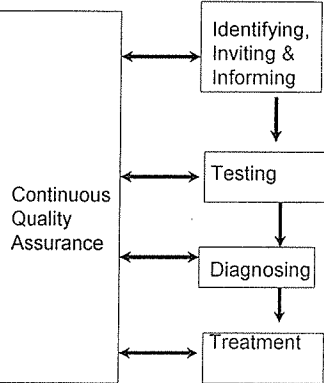 Identifying,
Inviting &
Informing
Testing
Continuous
Quality
Assurance
Diagnosing
Treatment